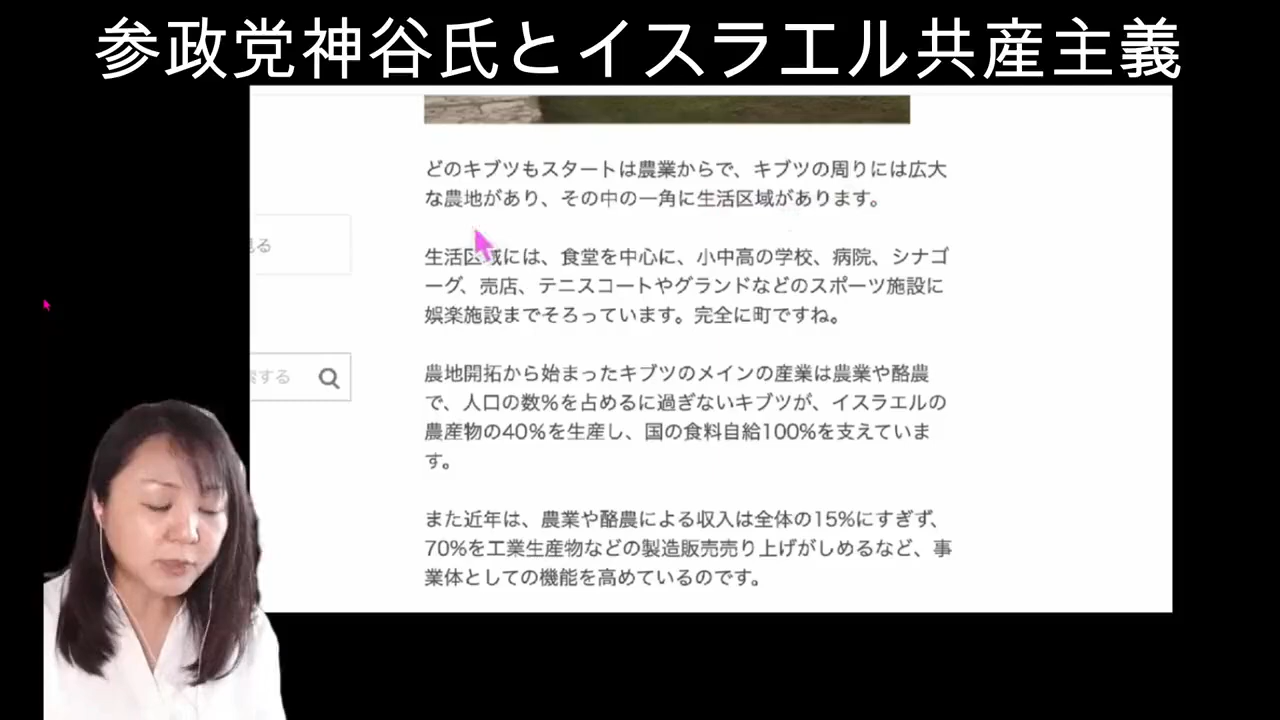 参政党神谷氏とイスラエル共産主義
どのキブツもスタートは農業からで、キブツの周りには広大
な農地があり、その中の一角に生活区域があります。
見る
生活区域には、食堂を中心に、小中高の学校、病院、シナゴ
ーグ、売店、テニスコートやグランドなどのスポーツ施設に
娯楽施設までそろっています。完全に町ですね。
索する
農地開拓から始まったキブツのメインの産業は農業や酪農
で、人口の数%を占めるに過ぎないキブツが、イスラエルの
農産物の40%を生産し、国の食料自給100%を支えていま
す。
また近年は、農業や酪農による収入は全体の15%にすぎず、
70%を工業生産物などの製造販売売り上げがしめるなど、事
業体としての機能を高めているのです。